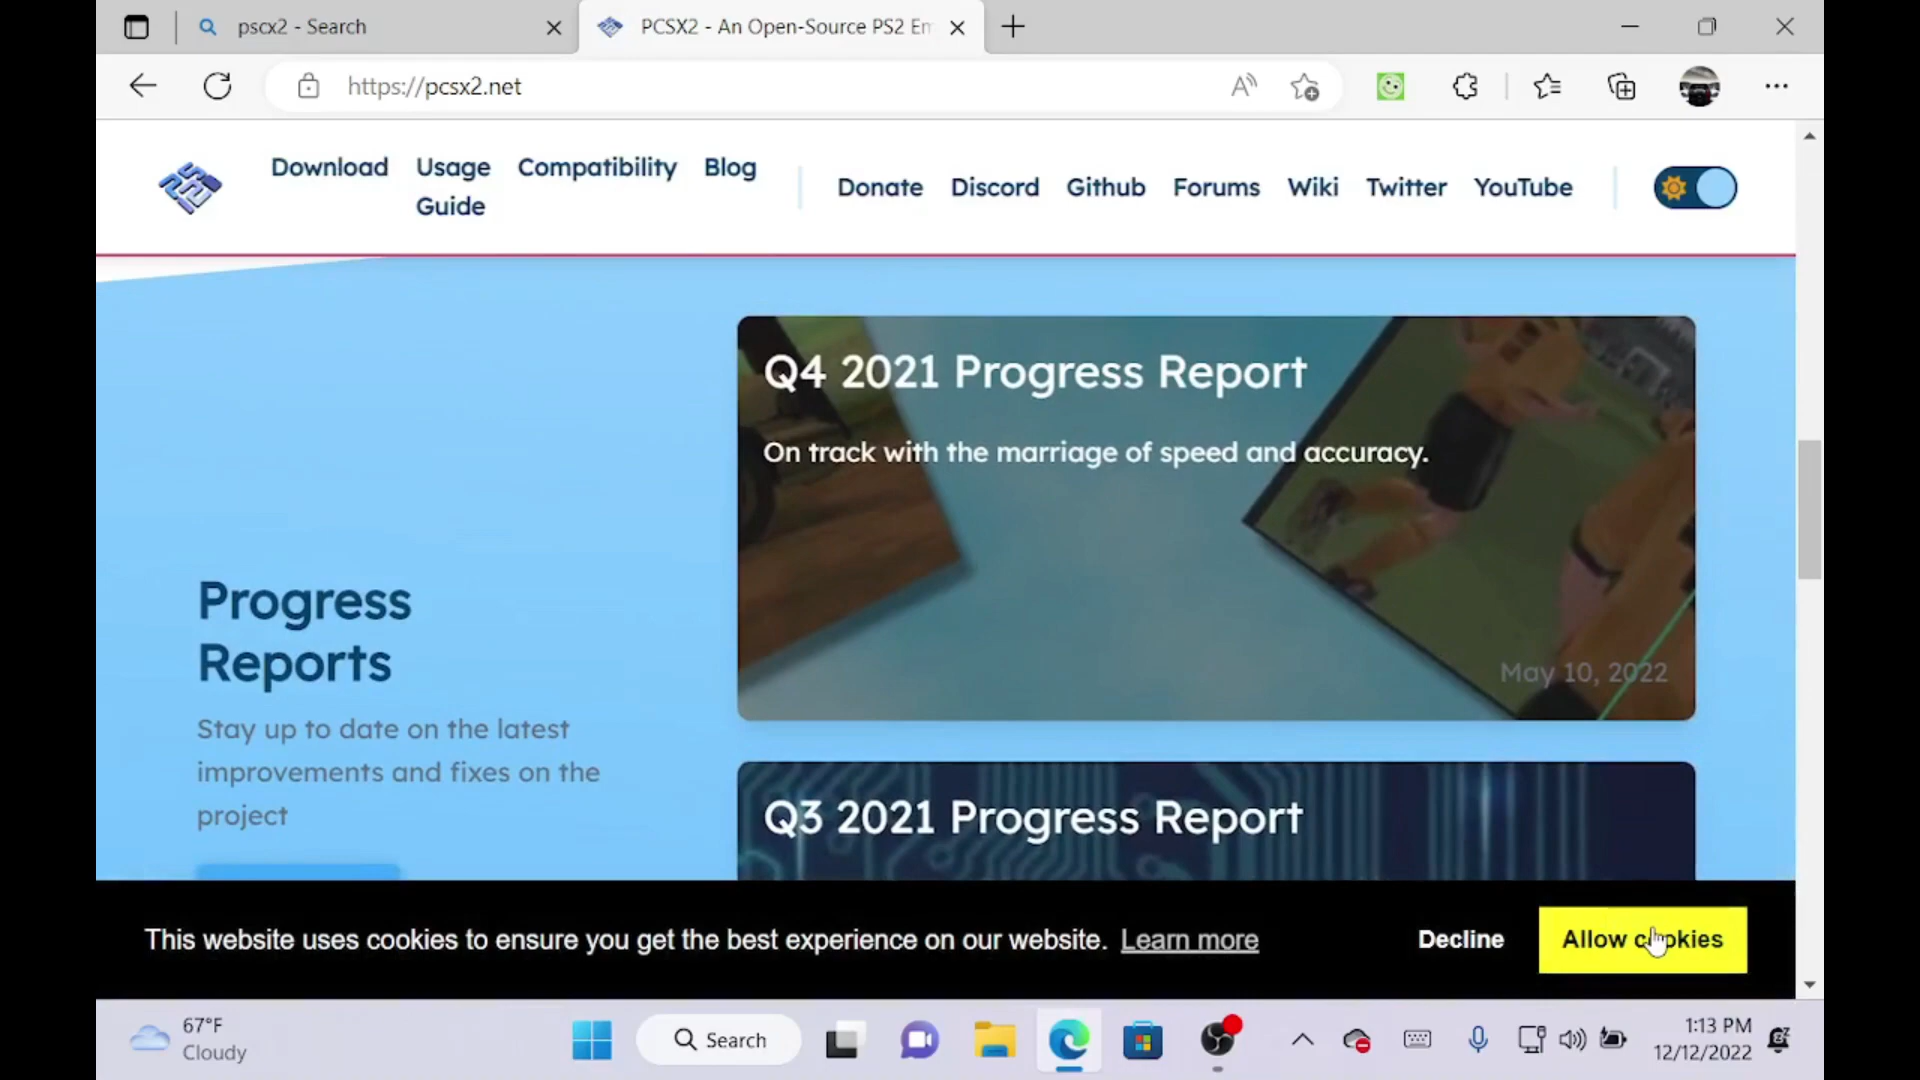 pscx2 - Search
PCSX2 - An Open-Source PS2 Em
https://pcsx2.net
Download
Usage Guide
Compatibility
Blog
Donate
Discord
Github
Forums
Wiki
Twitter
YouTube
Q4 2021 Progress Report
On track with the marriage of speed and accuracy.
May 10, 2022
Progress
Reports
Stay up to date on the latest
improvements and fixes on the
project
Q3 2021 Progress Report
This website uses cookies to ensure you get the best experience on our website. Learn more
Decline
Allow cookies
67°F
Cloudy
Search
1:13 PM
12/12/2022